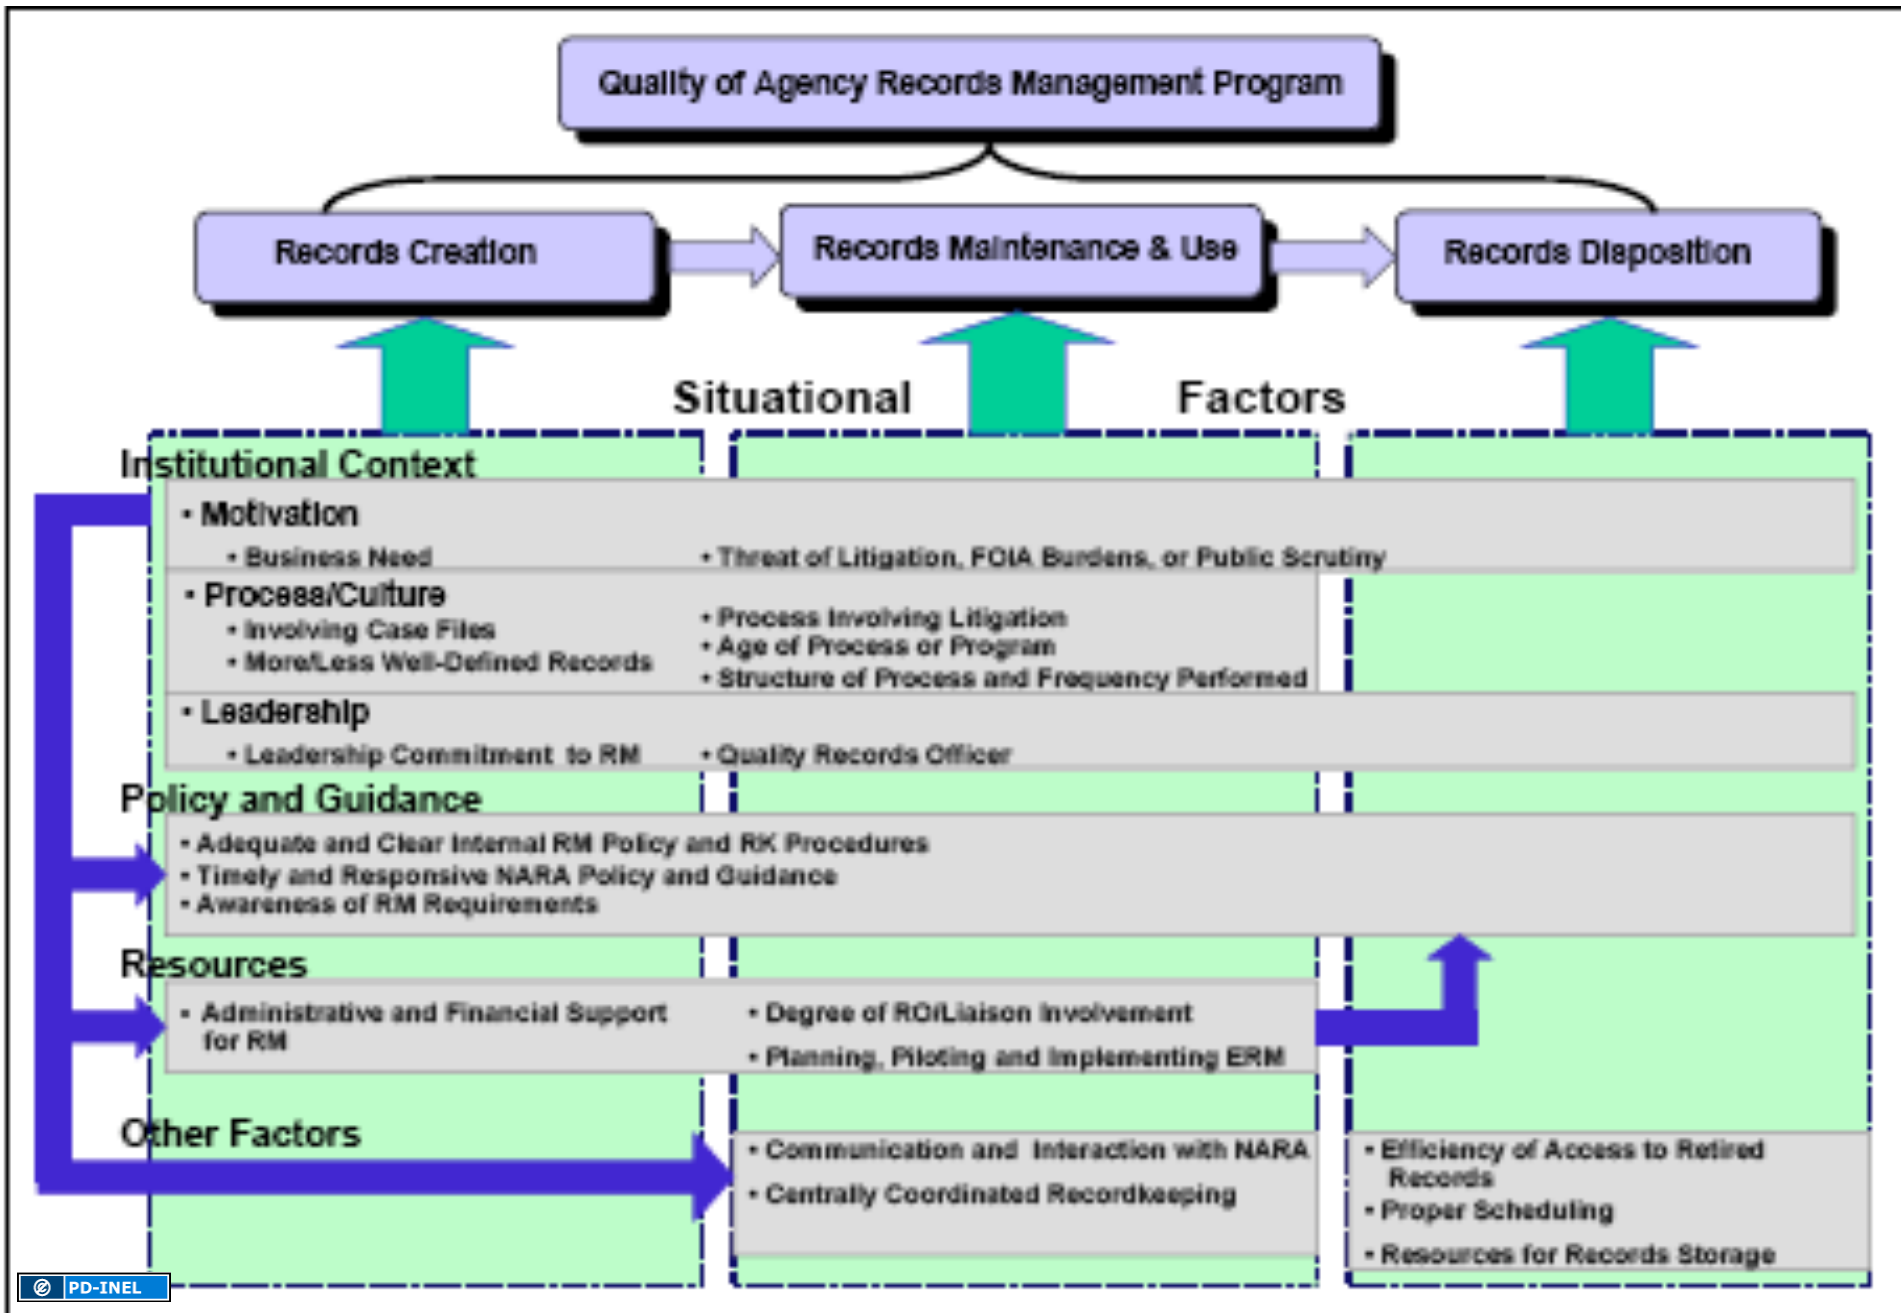 Quality of Agency Records Management Program
Records Creation
Records Maintenance & Use
Records Disposition
Situational Factors
Institutional Context
• Motivation
• Business Need
• Threat of Litigation, FOIA Burdens, or Public Scrutiny
• Process/Culture
• Involving Case Files
• More/Less Well-Defined Records
• Process Involving Litigation
• Age of Process or Program
• Structure of Process and Frequency Performed
• Leadership
• Leadership Commitment to RM
• Quality Records Officer
Policy and Guidance
• Adequate and Clear Internal RM Policy and RK Procedures
• Timely and Responsive NARA Policy and Guidance
• Awareness of RM Requirements
Resources
• Administrative and Financial Support
for RM
• Degree of RO/Liaison Involvement
• Planning, Piloting and Implementing ERM
Other Factors
• Communication and Interaction with NARA
• Centrally Coordinated Recordkeeping
• Efficiency of Access to Retired
Records
• Proper Scheduling
• Resources for Records Storage
PD-INEL